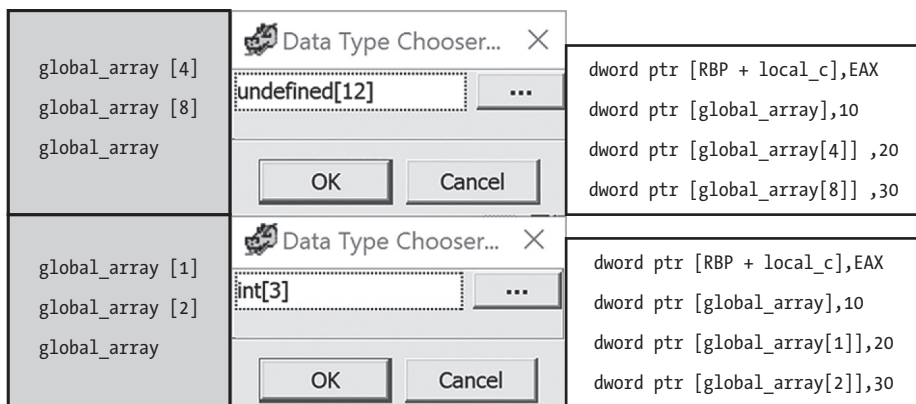 global_array [4]
global_array [8]
global_array
Data Type Chooser...
undefined[12]
...
OK Cancel
dword ptr [RBP + local_c],EAX
dword ptr [global_array],10
dword ptr [global_array[4]] ,20
dword ptr [global_array[8]] ,30
global_array [1]
global_array [2]
global_array
Data Type Chooser...
int[3]
...
OK Cancel
dword ptr [RBP + local_c],EAX
dword ptr [global_array],10
dword ptr [global_array[1]],20
dword ptr [global_array[2]],30